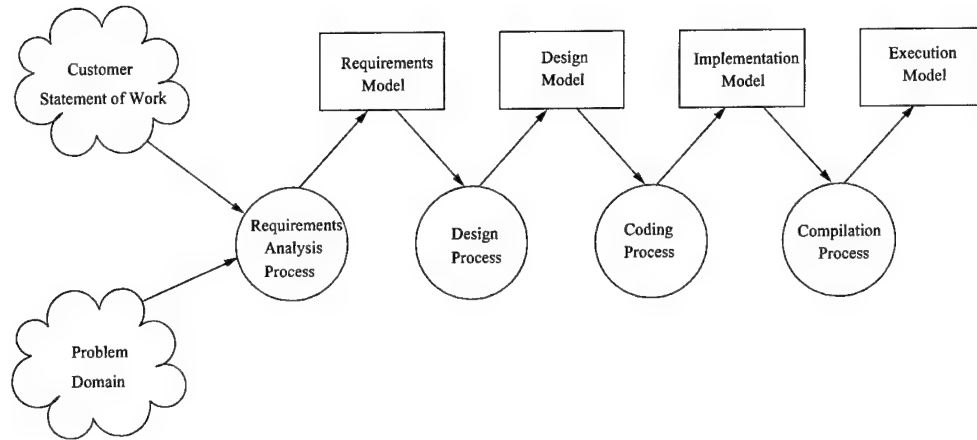 Customer
Statement of Work
Requirements
Model
Design
Model
Implementation
Model
Execution
Model
Requirements
Analysis
Process
Design
Process
Coding
Process
Compilation
Process
Problem
Domain